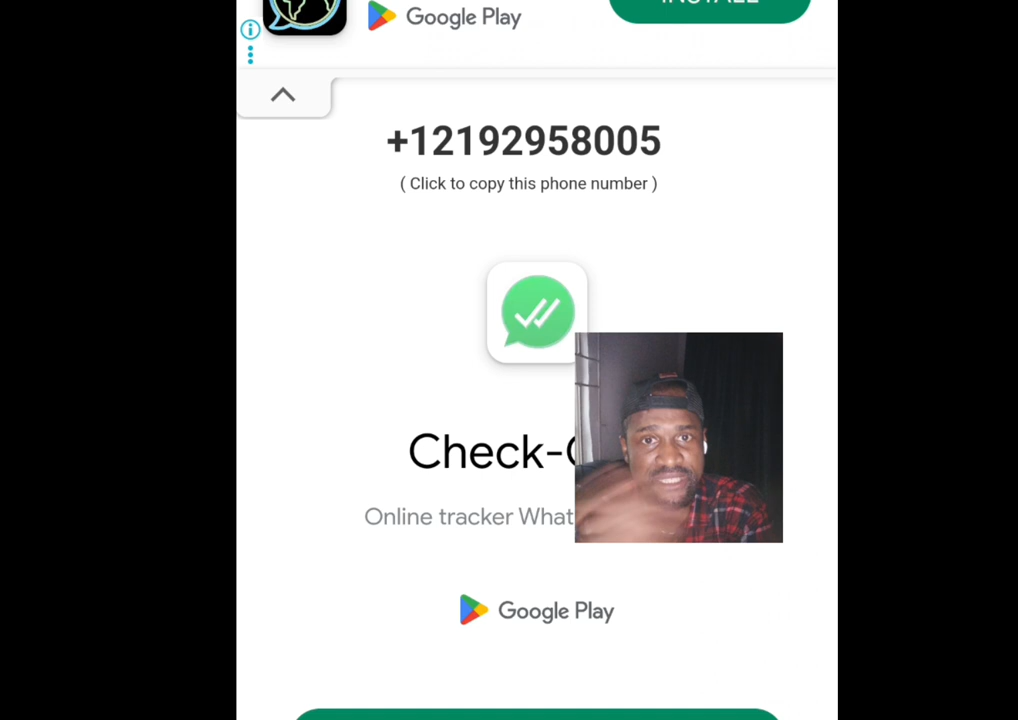 Google Play
+12192958005
( Click to copy this phone number )
Check-
Online tracker What
Google Play